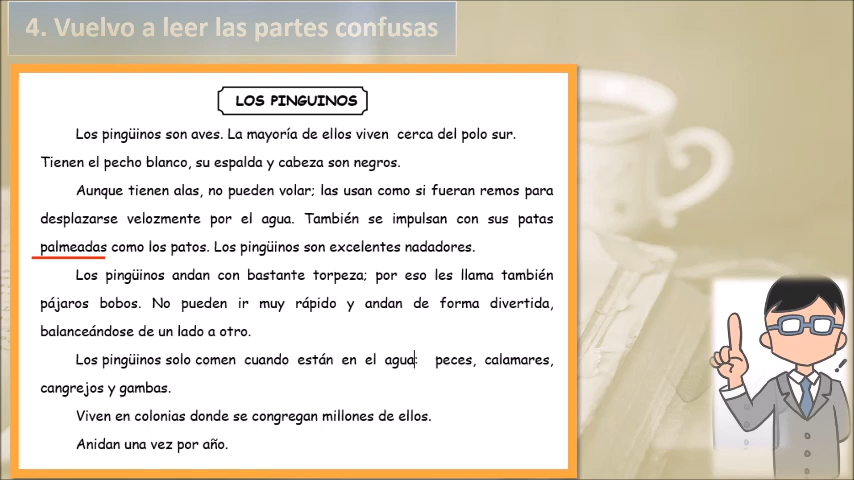 4. Vuelvo a leer las partes confusas
LOS PINGUINOS
Los pingüinos son aves. La mayoría de ellos viven cerca del polo sur.
Tienen el pecho blanco, su espalda y cabeza son negros.
Aunque tienen alas, no pueden volar; las usan como si fueran remos para
desplazarse velozmente por el agua. También se impulsan con sus patas
palmeadas como los patos. Los pingüinos son excelentes nadadores.
Los pingüinos andan con bastante torpeza; por eso les llama también
pájaros bobos. No pueden ir muy rápido y andan de forma divertida,
balanceándose de un lado a otro.
Los pingüinos solo comen cuando están en el agua: peces, calamares,
cangrejos y gambas.
Viven en colonias donde se congregan millones de ellos.
Anidan una vez por año.